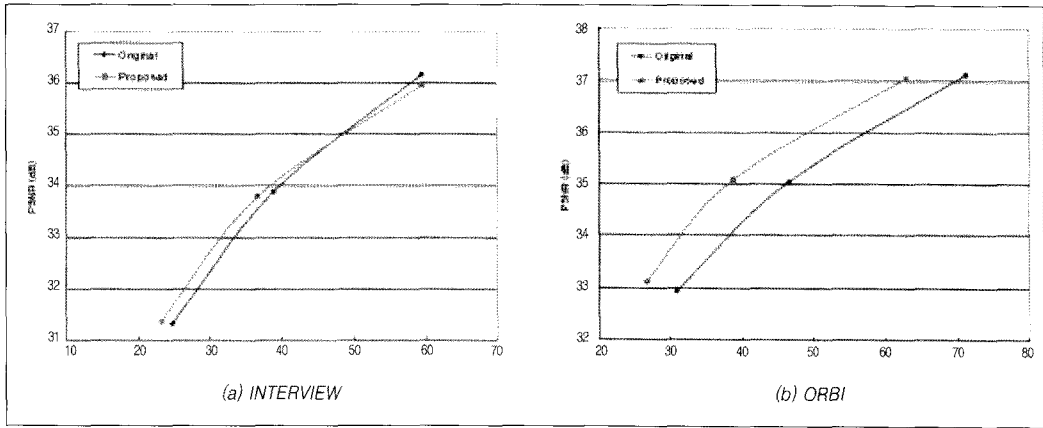 37
36
35
34
33
32
31
PSNR (dB)
Original
Proposed
10 20 30 40 50 60 70
(a) INTERVIEW
38
37
36
35
34
33
32
PSNR (dB)
Original
Proposed
20 30 40 50 60 70 80
(b) ORBI